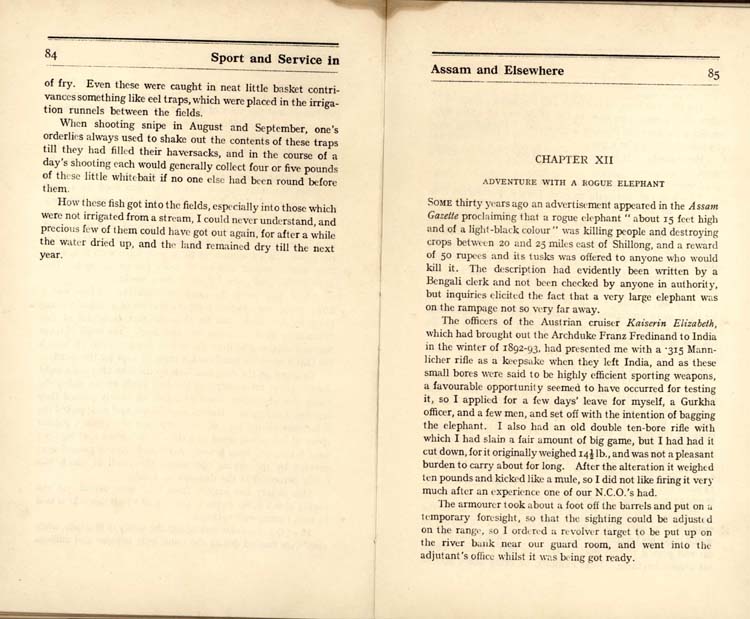 84
Sport and Service in
of fry. Even these were caught in neat little basket contri-
vances something like eel traps, which were placed in the irriga-
tion runnels between the fields.
When shooting snipe in August and September, one's
orderlies always used to shake out the contents of these traps
till they had filled their haversacks, and in the course of a
day's shooting each would generally collect four or five pounds
of these little whitebait if no one else had been round before
them.
How these fish got into the fields, especially into those which
were not irrigated from a stream, I could never understand, and
precious few of them could have got out again, for after a while
the water dried up, and the land remained dry till the next
year.
Assam and Elsewhere
85
CHAPTER XII
ADVENTURE WITH A ROGUE ELEPHANT
SOME thirty years ago an advertisement appeared in the Assam
Gazette proclaiming that a rogue elephant " about 15 feet high
and of a light-black colour " was killing people and destroying
crops between 20 and 25 miles east of Shillong, and a reward
of 50 rupees and its tusks was offered to anyone who would
kill it. The description had evidently been written by a
Bengali clerk and not been checked by anyone in authority,
but inquiries elicited the fact that a very large elephant was
on the rampage not so very far away.
The officers of the Austrian cruiser Kaiserin Elizabeth,
which had brought out the Archduke Franz Fredinand to India
in the winter of 1892-93, had presented me with a ·315 Mann-
licher rifle as a keepsake when they left India, and as these
small bores were said to be highly efficient sporting weapons,
a favourable opportunity seemed to have occurred for testing
it, so I applied for a few days' leave for myself, a Gurkha
officer, and a few men, and set off with the intention of bagging
the elephant. I also had an old double ten-bore rifle with
which I had slain a fair amount of big game, but I had had it
cut down, for it originally weighed 14½ lb., and was not a pleasant
burden to carry about for long. After the alteration it weighed
ten pounds and kicked like a mule, so I did not like firing it very
much after an experience one of our N.C.O.'s had.
The armourer took about a foot off the barrels and put on a
temporary foresight, so that the sighting could be adjusted
on the range, so I ordered a revolver target to be put up on
the river bank near our guard room, and went into the
adjutant's office whilst it was being got ready.